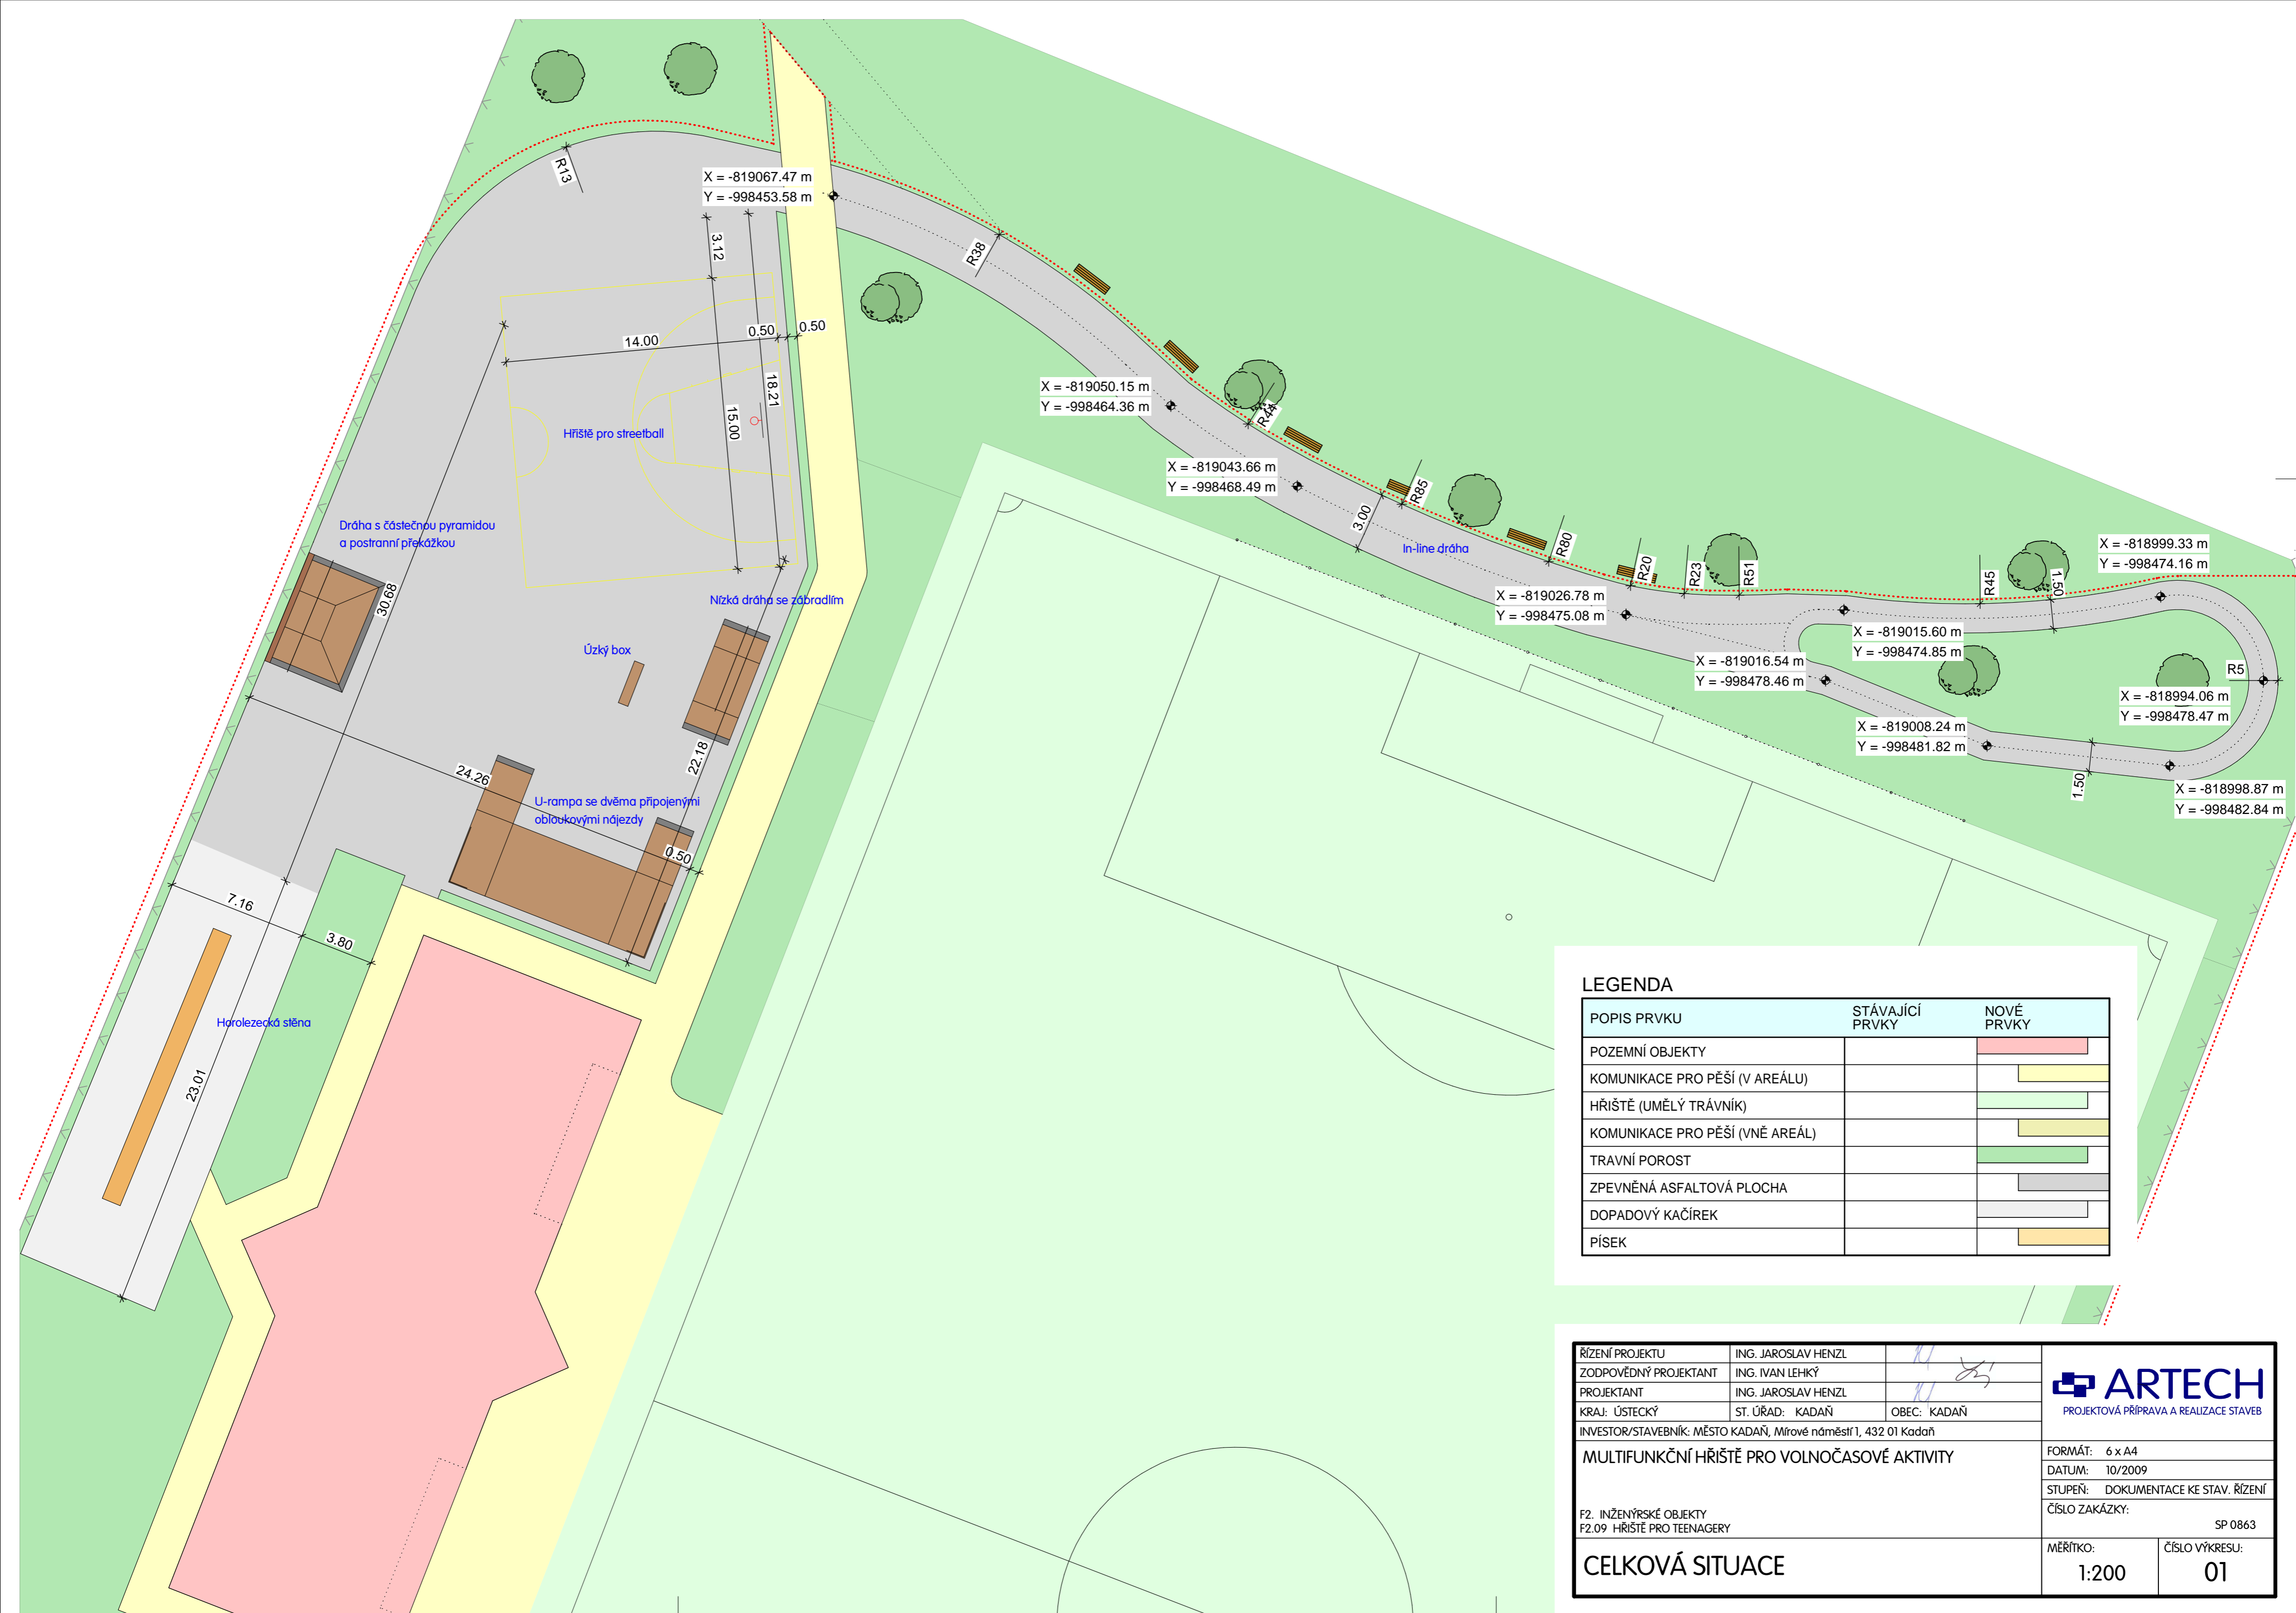 R13
X = -819067.47 m
Y = -998453.58 m
3.12
R38
14.00
0.50
0.50
18.21
15.00
Hřiště pro streetball
X = -819050.15 m
Y = -998464.36 m
R44
X = -819043.66 m
Y = -998468.49 m
R85
3.00
In-line dráha
R80
R20
R23
R51
X = -819026.78 m
Y = -998475.08 m
R45
1.50
X = -818999.33 m
Y = -998474.16 m
X = -819015.60 m
Y = -998474.85 m
X = -819016.54 m
Y = -998478.46 m
R5
X = -818994.06 m
Y = -998478.47 m
X = -819008.24 m
Y = -998481.82 m
1.50
X = -818998.87 m
Y = -998482.84 m
Dráha s částečnou pyramidou
a postranní překážkou
30.68
Nízká dráha se zábradlím
Úzký box
22.18
24.26
U-rampa se dvěma připojenými
obloukovými nájezdy
0.50
7.16
3.80
Horolezecká stěna
23.01
LEGENDA
POPIS PRVKU STÁVAJÍCÍ PRVKY NOVÉ PRVKY
POZEMNÍ OBJEKTY
KOMUNIKACE PRO PĚŠÍ (V AREÁLU)
HŘIŠTĚ (UMĚLÝ TRÁVNÍK)
KOMUNIKACE PRO PĚŠÍ (VNĚ AREÁL)
TRAVNÍ POROST
ZPEVNĚNÁ ASFALTOVÁ PLOCHA
DOPADOVÝ KAČÍREK
PÍSEK
ŘÍZENÍ PROJEKTU ING. JAROSLAV HENZL
ZODPOVĚDNÝ PROJEKTANT ING. IVAN LEHKÝ
PROJEKTANT ING. JAROSLAV HENZL
KRAJ: ÚSTECKÝ ST. ÚŘAD: KADAŇ OBEC: KADAŇ
INVESTOR/STAVEBNÍK: MĚSTO KADAŇ, Mírové náměstí 1, 432 01 Kadaň
ARTECH
PROJEKTOVÁ PŘÍPRAVA A REALIZACE STAVEB
MULTIFUNKČNÍ HŘIŠTĚ PRO VOLNOČASOVÉ AKTIVITY
F2. INŽENÝRSKÉ OBJEKTY
F2.09 HŘIŠTĚ PRO TEENAGERY
CELKOVÁ SITUACE
FORMÁT: 6 x A4
DATUM: 10/2009
STUPEŇ: DOKUMENTACE KE STAV. ŘÍZENÍ
ČÍSLO ZAKÁZKY:
SP 0863
MĚŘÍTKO:
1:200
ČÍSLO VÝKRESU:
01